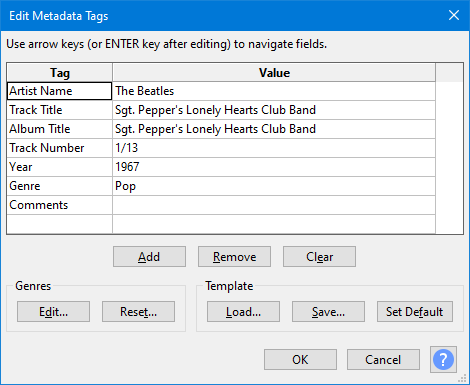 Edit Metadata Tags
Use arrow keys (or ENTER key after editing) to navigate fields.
Tag Value
Artist Name The Beatles
Track Title Sgt. Pepper's Lonely Hearts Club Band
Album Title Sgt. Pepper's Lonely Hearts Club Band
Track Number 1/13
Year 1967
Genre Pop
Comments
Add Remove Clear
Genres Template
Edit... Reset... Load... Save... Set Default
OK Cancel ?